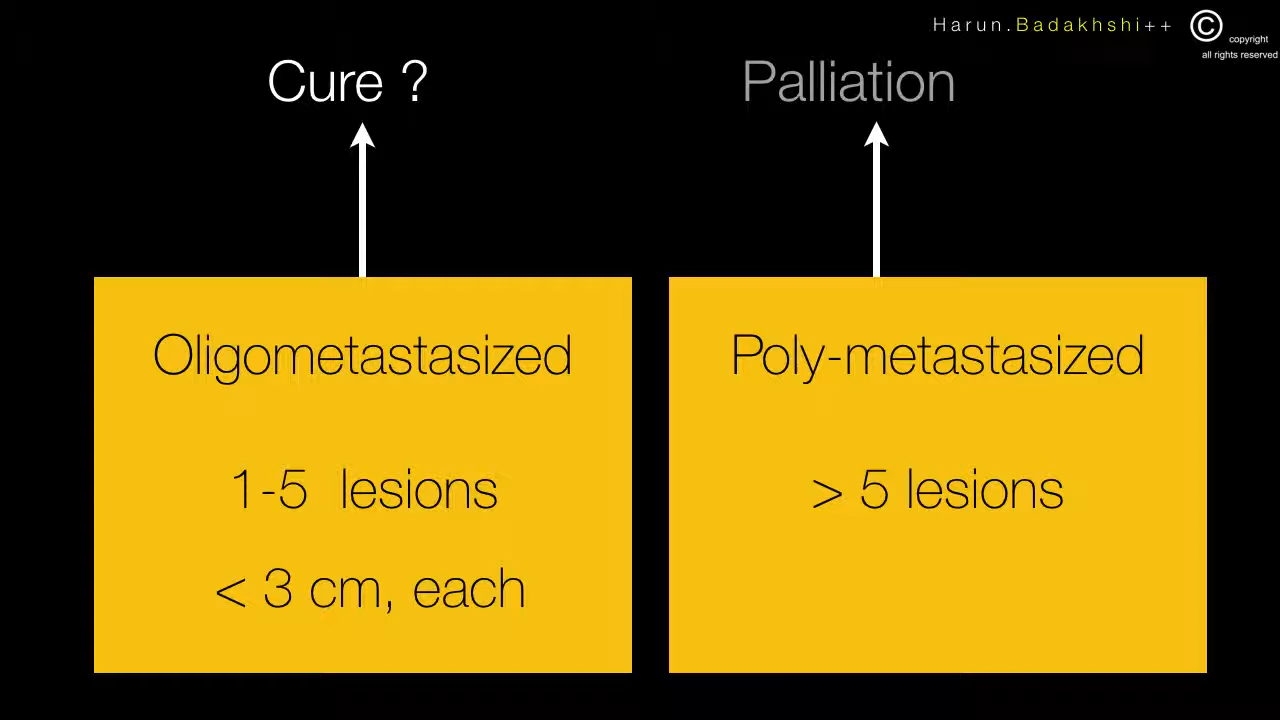 Harun.Badakhshi++
©
copyright
all rights reserved
Cure ?
Palliation
Oligometastasized
1-5 lesions
< 3 cm, each
Poly-metastasized
> 5 lesions